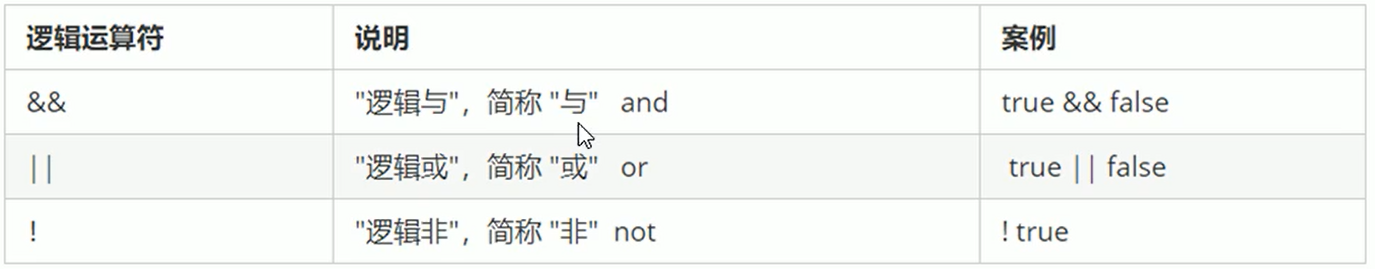 逻辑运算符 说明 案例
&& "逻辑与"，简称 "与" and true && false
|| "逻辑或"，简称 "或" or true || false
! "逻辑非"，简称 "非" not ! true